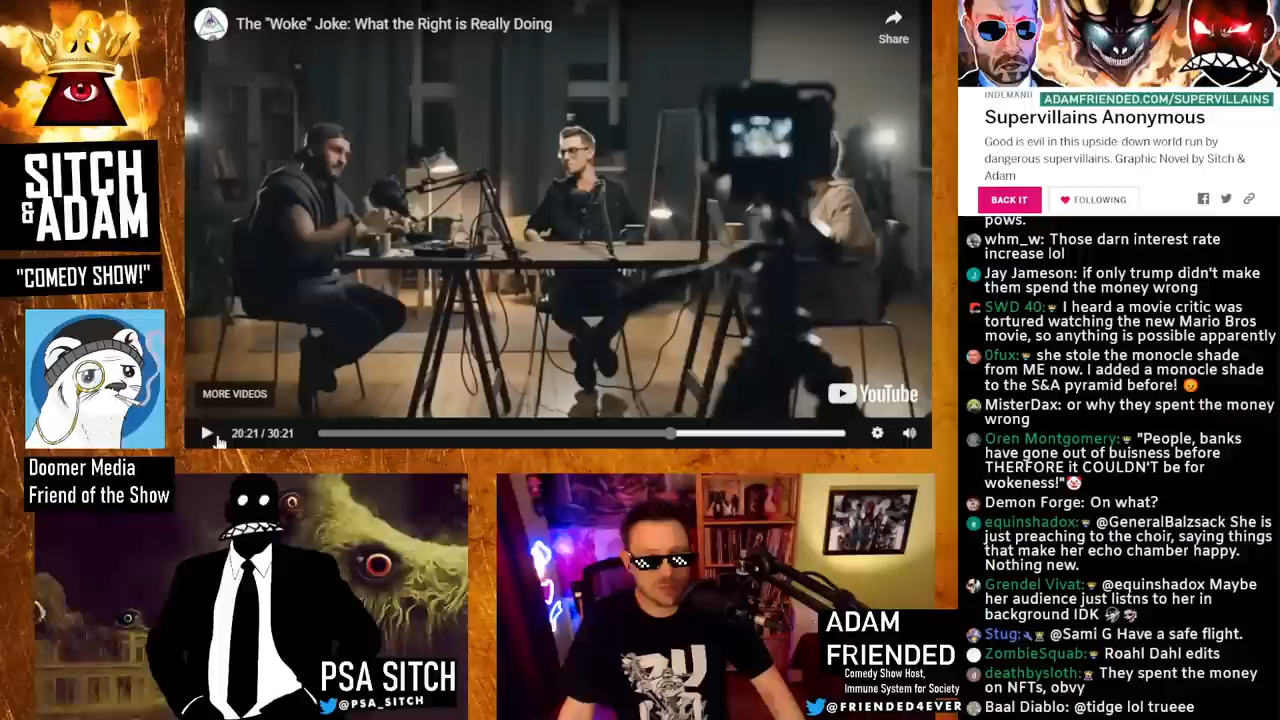 SITCH
& ADAM
"COMEDY SHOW!"
Doomer Media
Friend of the Show
The "Woke" Joke: What the Right is Really Doing
Share
MORE VIDEOS
YouTube
20:21 / 30:21
PSA SITCH
@PSA_SITCH
ADAM
FRIENDED
Comedy Show Host,
Immune System for Society
@FRIENDED4EVER
INDEMAND
ADAMFRIENDED.COM/SUPERVILLAINS
Supervillains Anonymous
Good is evil in this upside-down world run by
dangerous supervillains. Graphic Novel by Sitch &
Adam
BACK IT
FOLLOWING
pows.
whm_w: Those darn interest rate
increase lol
Jay Jameson: if only trump didn't make
them spend the money wrong
SWD 40: I heard a movie critic was
tortured watching the new Mario Bros
movie, so anything is possible apparently
0fux: she stole the monocle shade
from ME now. I added a monocle shade
to the S&A pyramid before!
MisterDax: or why they spent the money
wrong
Oren Montgomery: "People, banks
have gone out of buisness before
THERFORE it COULDN'T be for
wokeness!"
Demon Forge: On what?
equinshadox: @GeneralBalzsack She is
just preaching to the choir, saying things
that make her echo chamber happy.
Nothing new.
Grendel Vivat: @equinshadox Maybe
her audience just listns to her in
background IDK
Stug: @Sami G Have a safe flight.
ZombieSquab: Roahl Dahl edits
deathbysloth: They spent the money
on NFTs, obvy
Baal Diablo: @tidge lol trueee